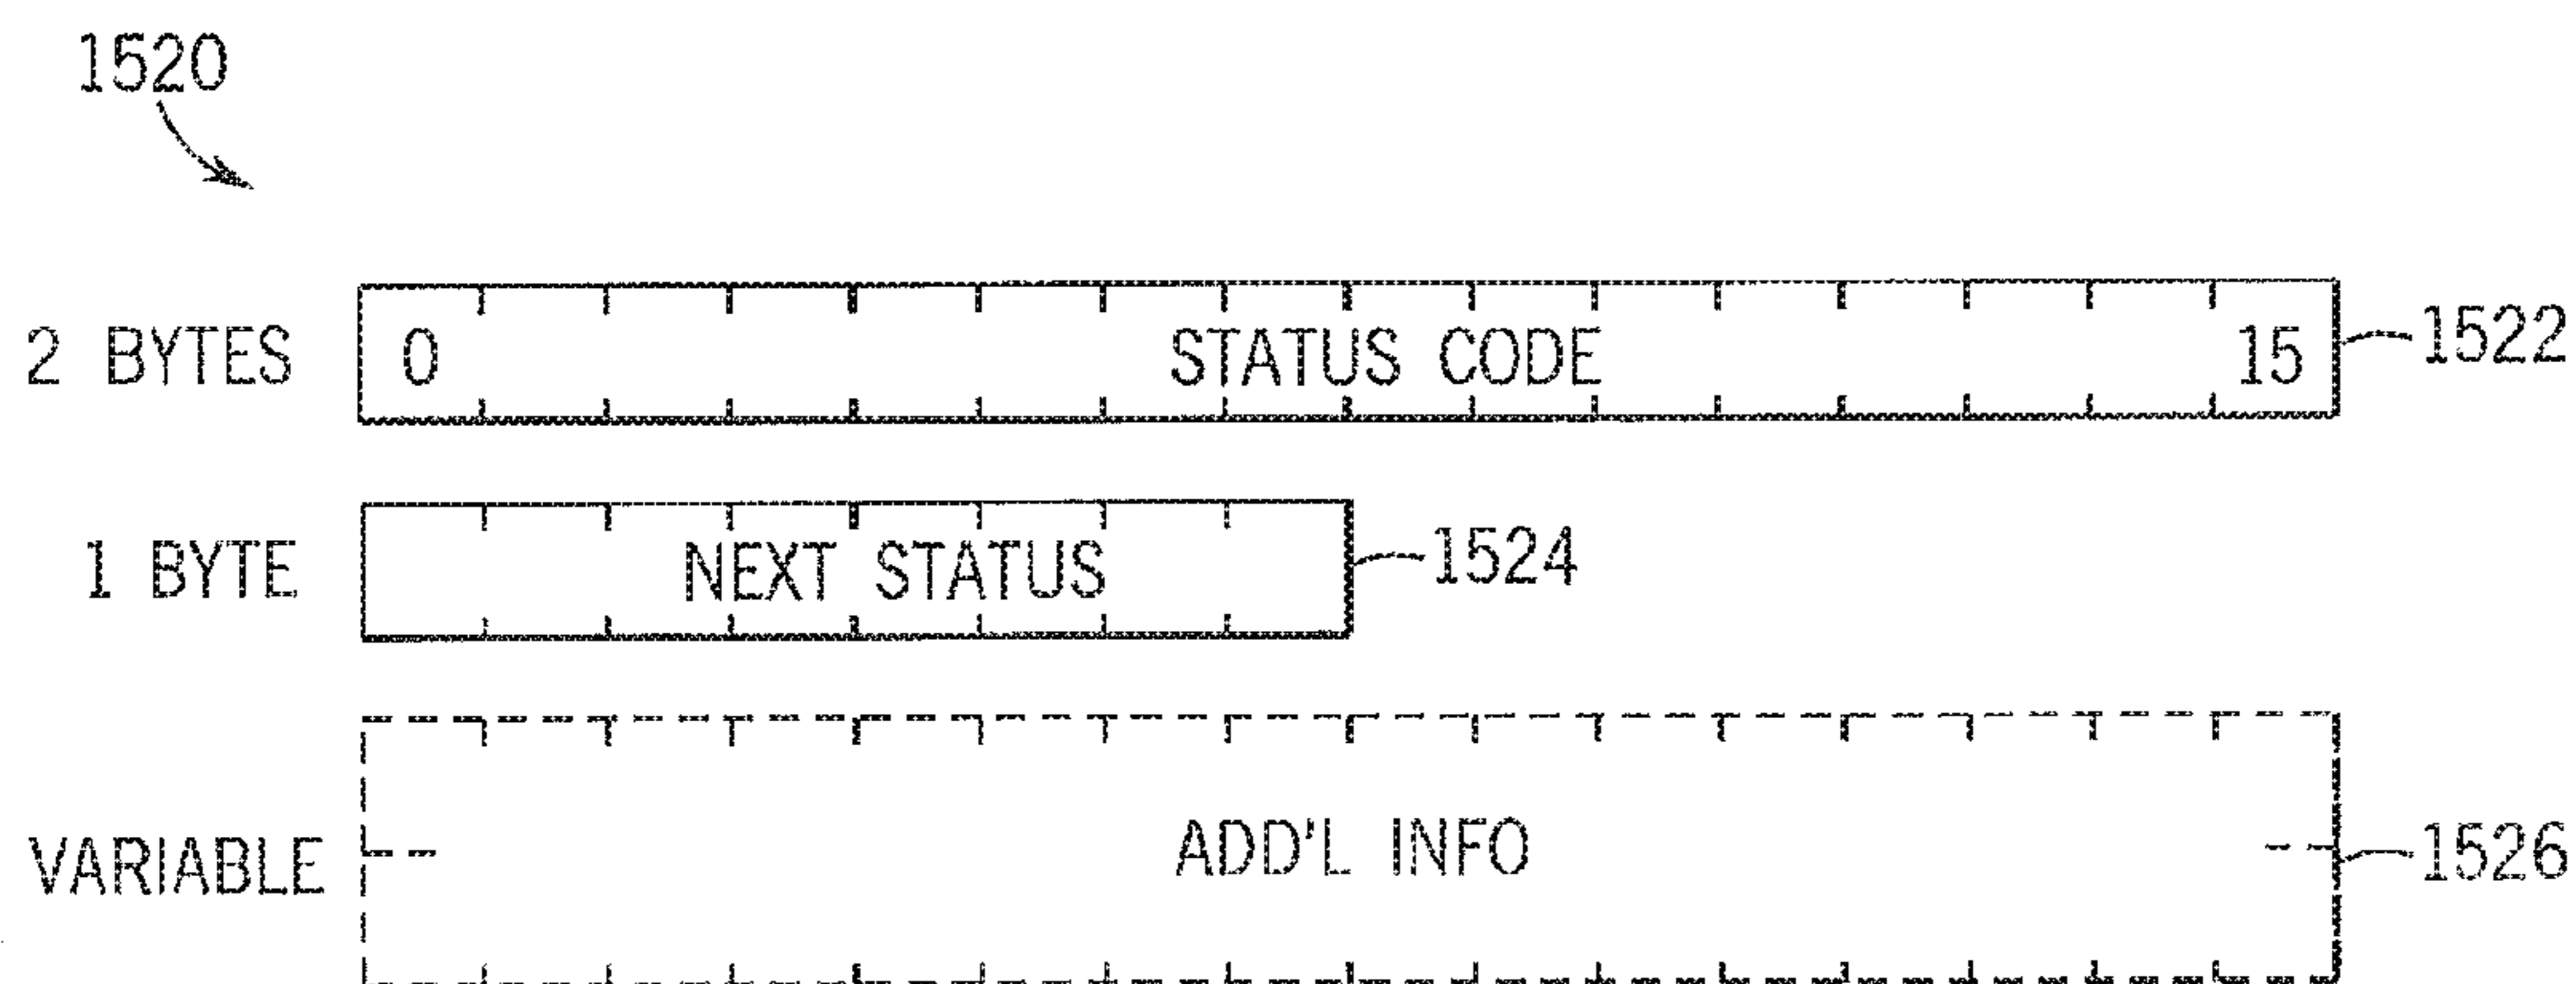 1520
2 BYTES 0 STATUS CODE 15 1522
1 BYTE NEXT STATUS 1524
VARIABLE ADD'L INFO 1526